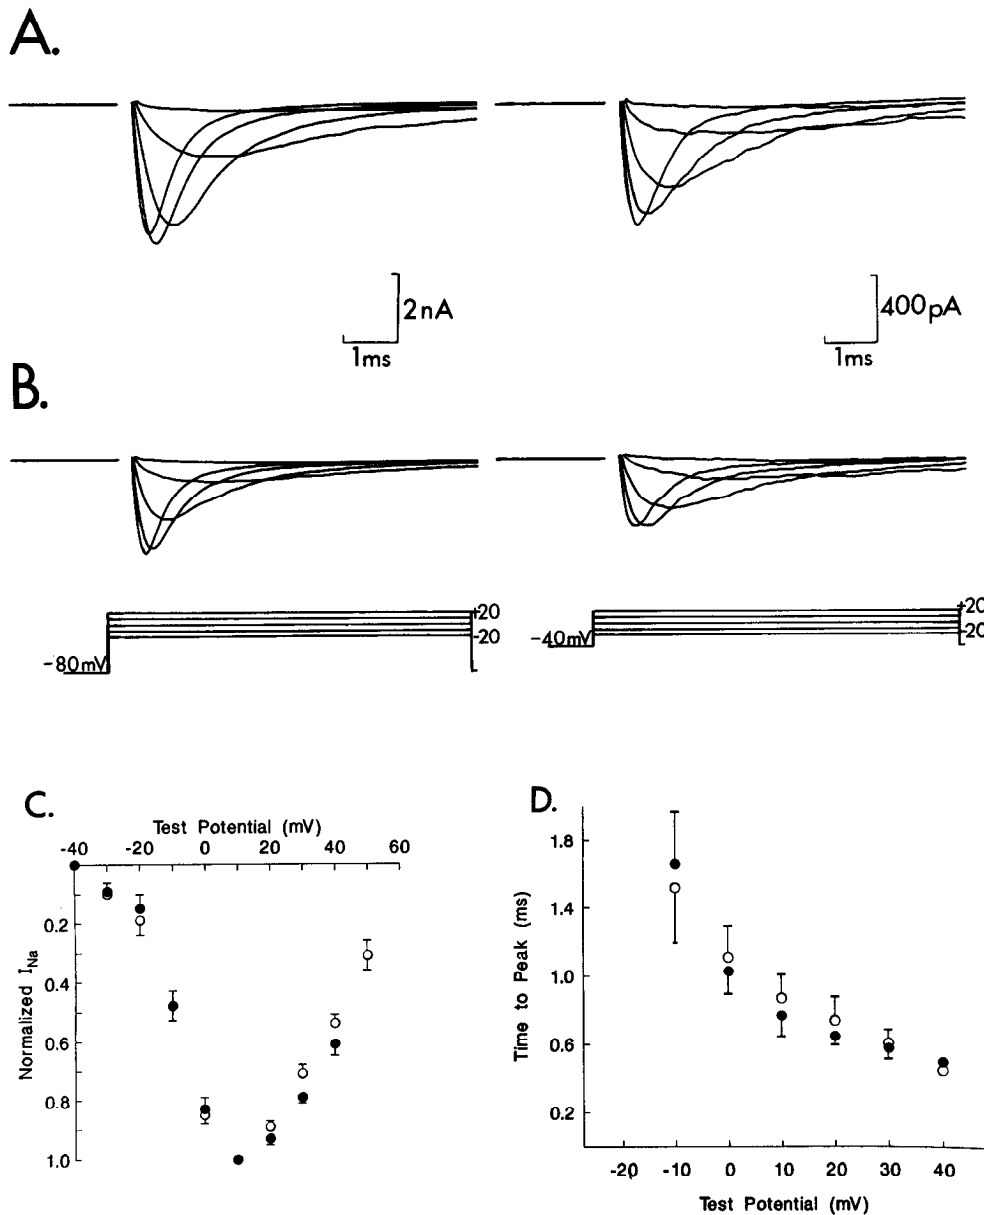 A.
2nA
1ms
400pA
1ms
B.
+20
-20
-80mV
+20
-20
-40mV
C.
Test Potential (mV)
-40 -20 0 20 40 60
0.2
0.4
0.6
0.8
1.0
Normalized INa
D.
1.8
1.4
1.0
0.6
0.2
Time to Peak (ms)
-20 -10 0 10 20 30 40
Test Potential (mV)